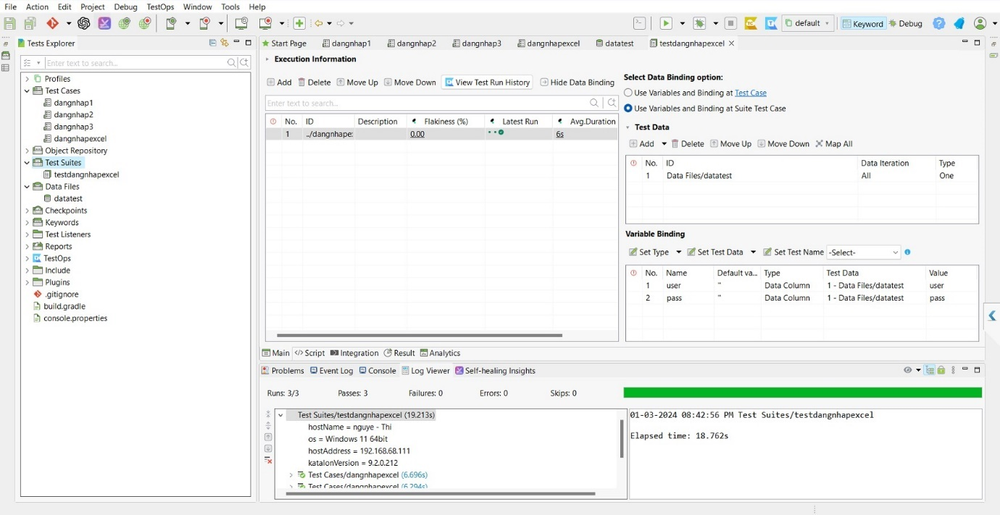 File Action Edit Project Debug TestOps Window Tools Help
default Keyword Debug
Tests Explorer
Enter text to search...
Profiles
Test Cases
dangnhap1
dangnhap2
dangnhap3
dangnhapexcel
Object Repository
Test Suites
testdangnhapexcel
Data Files
datatest
Checkpoints
Keywords
Test Listeners
Reports
TestOps
Include
Plugins
.gitignore
build.gradle
console.properties
Start Page dangnhap1 dangnhap2 dangnhap3 dangnhapexcel datatest testdangnhapexcel
Execution Information
Add Delete Move Up Move Down View Test Run History Hide Data Binding
Enter text to search...
No. ID Description Flakiness (%) Latest Run Avg.Duration
1 ../dangnhape: 0.00 6s
Select Data Binding option:
Use Variables and Binding at Test Case
Use Variables and Binding at Suite Test Case
Test Data
Add Delete Move Up Move Down Map All
No. ID Data Iteration Type
1 Data Files/datatest All One
Variable Binding
Set Type Set Test Data Set Test Name -Select-
No. Name Default va... Type Test Data Value
1 user '' Data Column 1 - Data Files/datatest user
2 pass '' Data Column 1 - Data Files/datatest pass
Main Script Integration Result Analytics
Problems Event Log Console Log Viewer Self-healing Insights
Runs: 3/3 Passes: 3 Failures: 0 Errors: 0 Skips: 0
Test Suites/testdangnhapexcel (19.213s)
hostName = nguye - Thi
os = Windows 11 64bit
hostAddress = 192.168.68.111
katalonVersion = 9.2.0.212
Test Cases/dangnhapexcel (6.696s)
Test Cases/dangnhapexcel (6.294s)
01-03-2024 08:42:56 PM Test Suites/testdangnhapexcel
Elapsed time: 18.762s